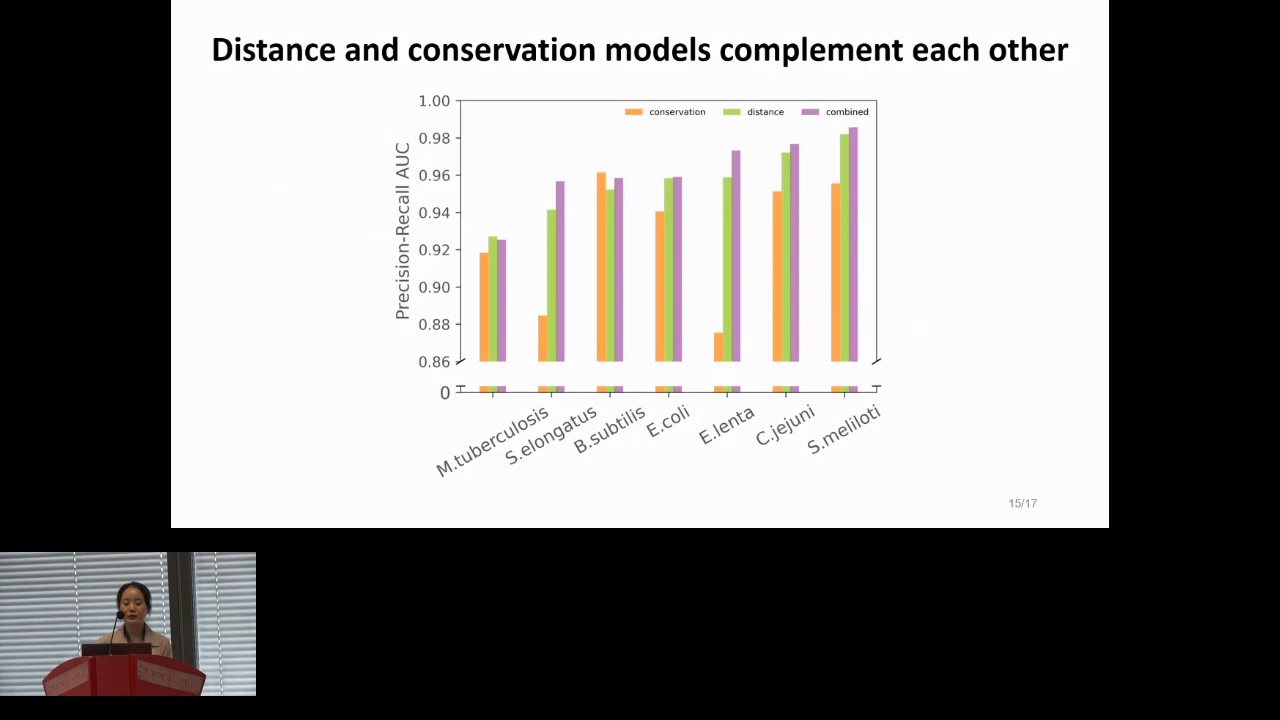 Distance and conservation models complement each other
conservation distance combined
Precision-Recall AUC
1.00
0.98
0.96
0.94
0.92
0.90
0.88
0.86
0
M.tuberculosis
S.elongatus
B.subtilis
E.coli
E.lenta
C.jejuni
S.meliloti
15/17